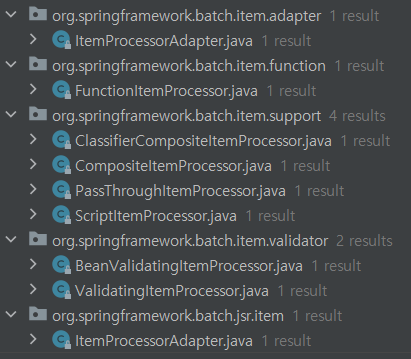 org.springframework.batch.item.adapter 1 result
ItemProcessorAdapter.java 1 result
org.springframework.batch.item.function 1 result
FunctionItemProcessor.java 1 result
org.springframework.batch.item.support 4 results
ClassifierCompositeItemProcessor.java 1 result
CompositeItemProcessor.java 1 result
PassThroughItemProcessor.java 1 result
ScriptItemProcessor.java 1 result
org.springframework.batch.item.validator 2 results
BeanValidatingItemProcessor.java 1 result
ValidatingItemProcessor.java 1 result
org.springframework.batch.jsr.item 1 result
ItemProcessorAdapter.java 1 result